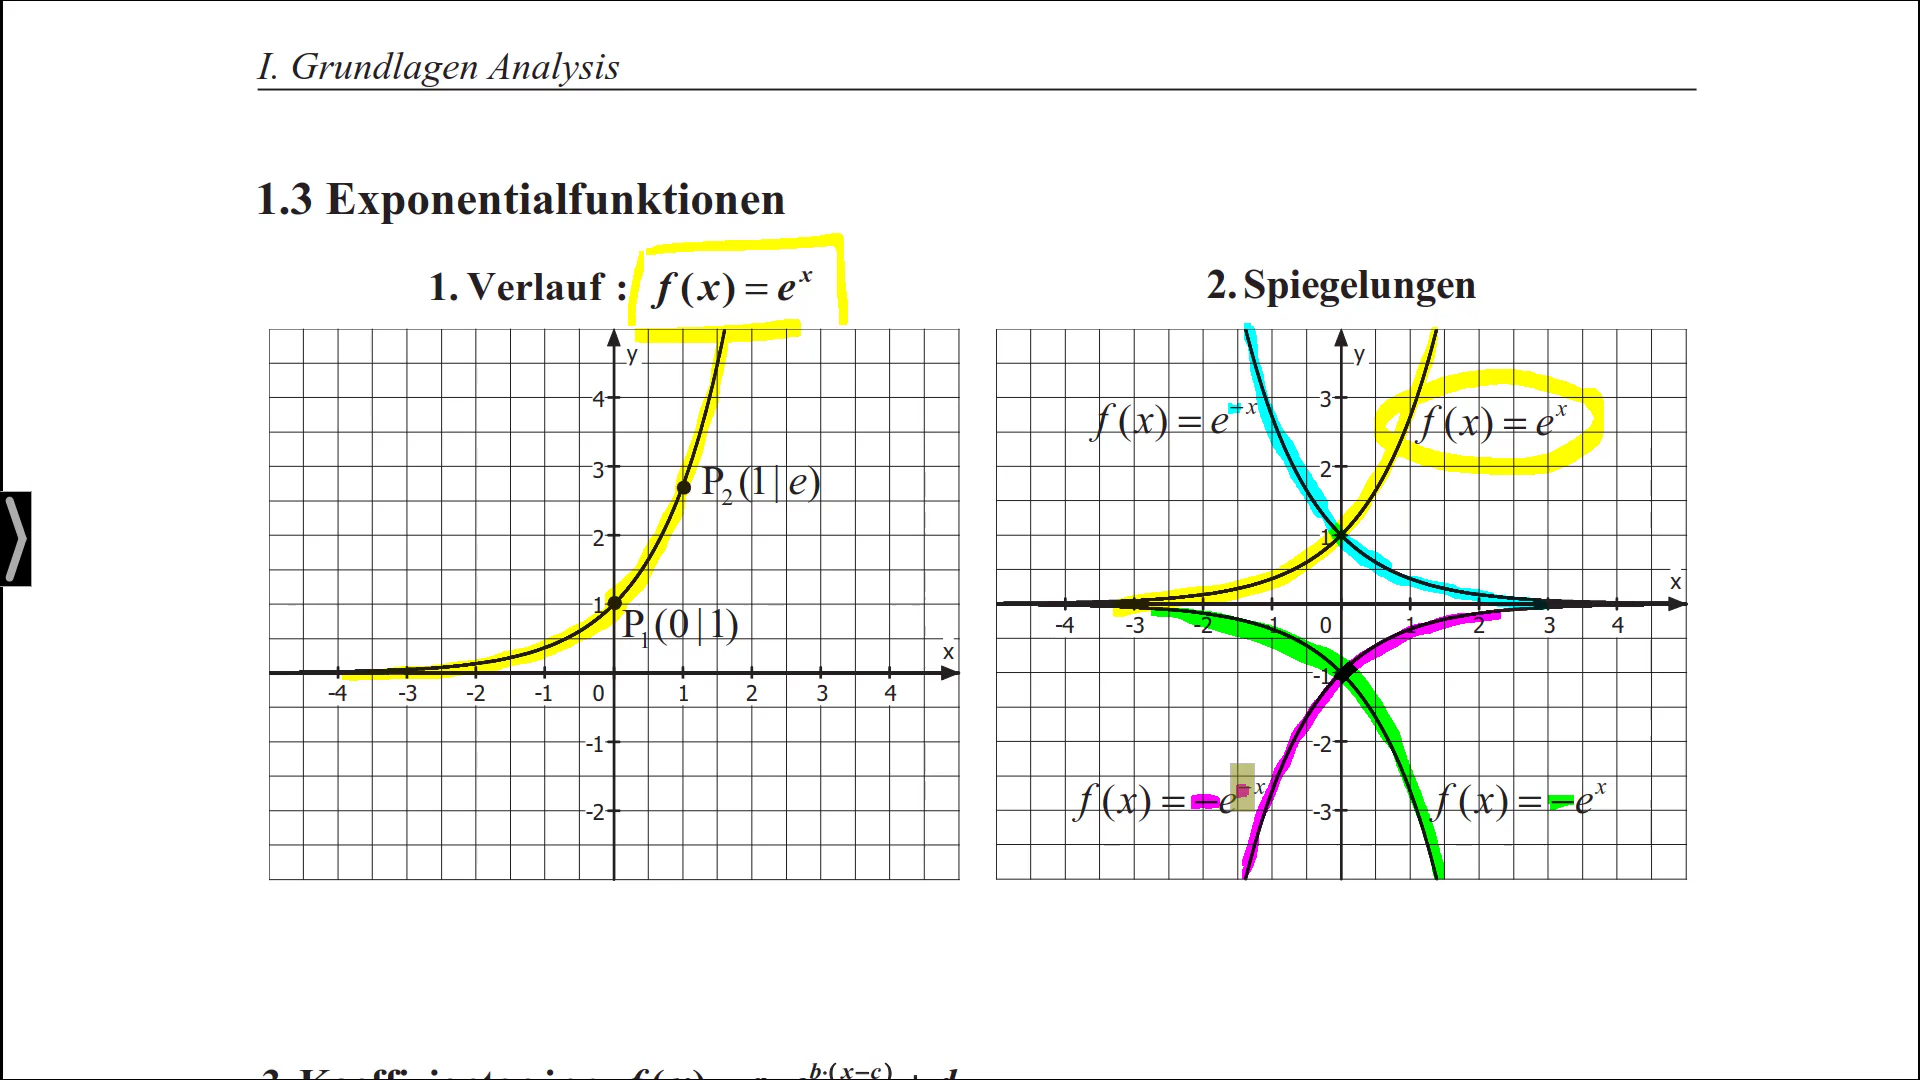 I. Grundlagen Analysis
1.3 Exponentialfunktionen
1. Verlauf : f(x) = e^x
2. Spiegelungen
y
4
3
2
1
P₂(1|e)
P₁(0|1)
x
-4 -3 -2 -1 0 1 2 3 4
-1
-2
y
f(x) = e^-x
3
f(x) = e^x
2
1
x
-4 -3 -2 -1 0 1 2 3 4
-1
-2
f(x) = -e^-x
-3
f(x) = -e^x